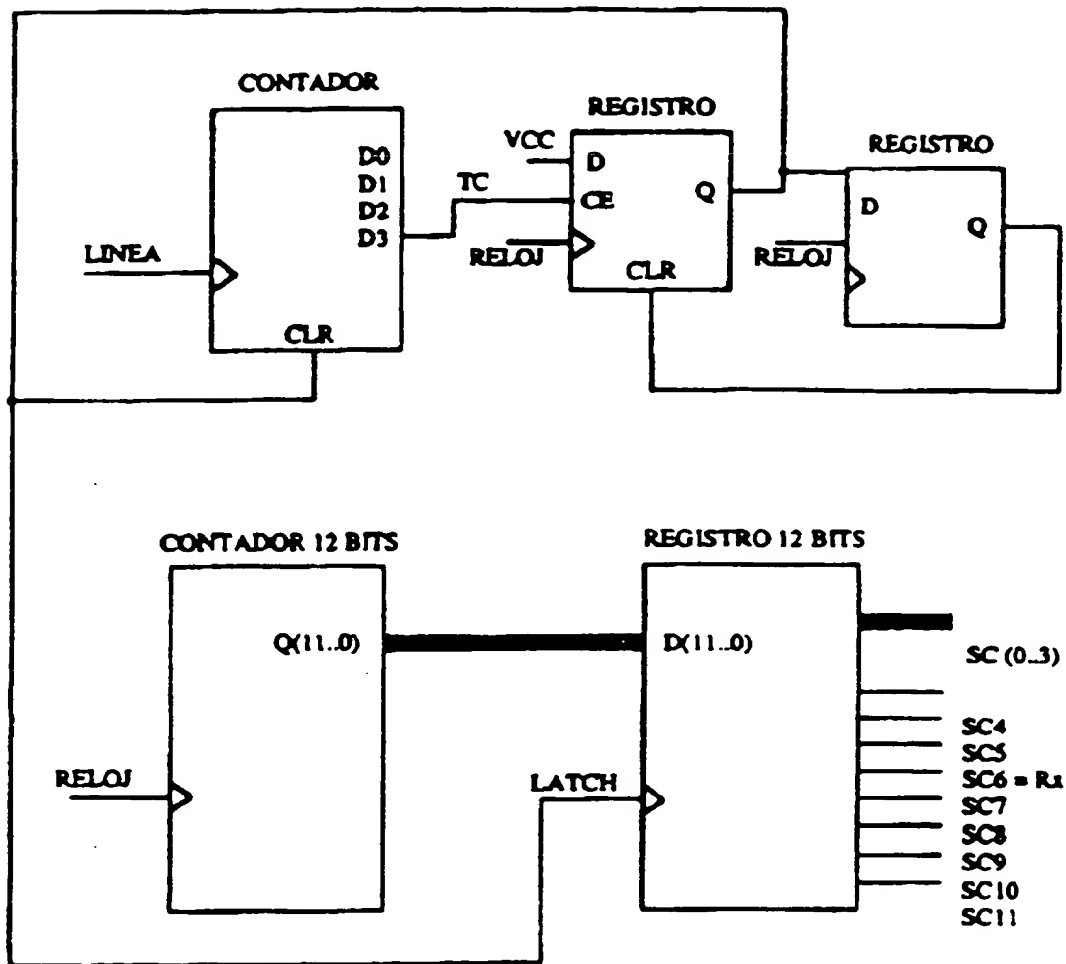 CONTADOR
D0
D1
D2
D3
LINEA
CLR
TC
REGISTRO
VCC
D
CE
Q
RELOJ
CLR
REGISTRO
D
Q
RELOJ
CONTADOR 12 BITS
Q(11..0)
RELOJ
REGISTRO 12 BITS
D(11..0)
LATCH
SC (0..3)
SC4
SC5
SC6 = Rx
SC7
SC8
SC9
SC10
SC11